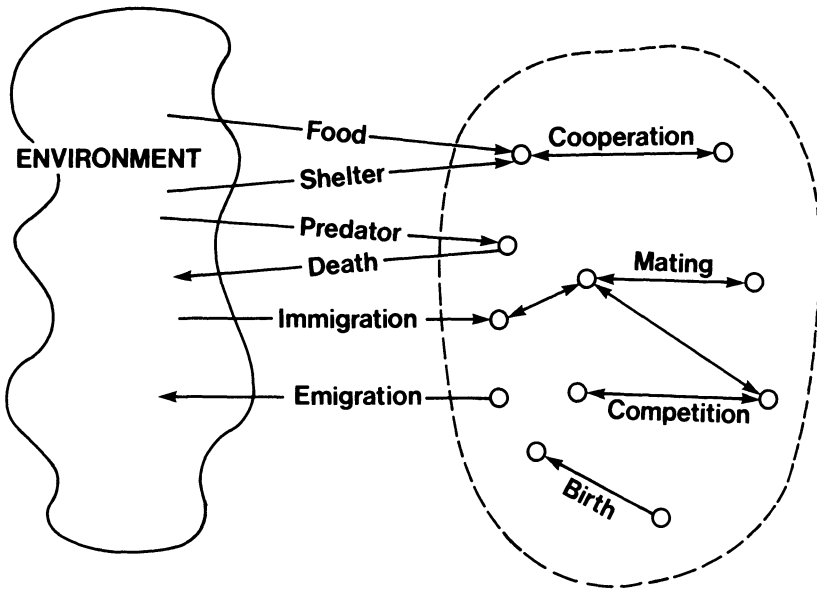 Food
Cooperation
ENVIRONMENT
Shelter
Predator
Death
Mating
Immigration
Emigration
Competition
Birth